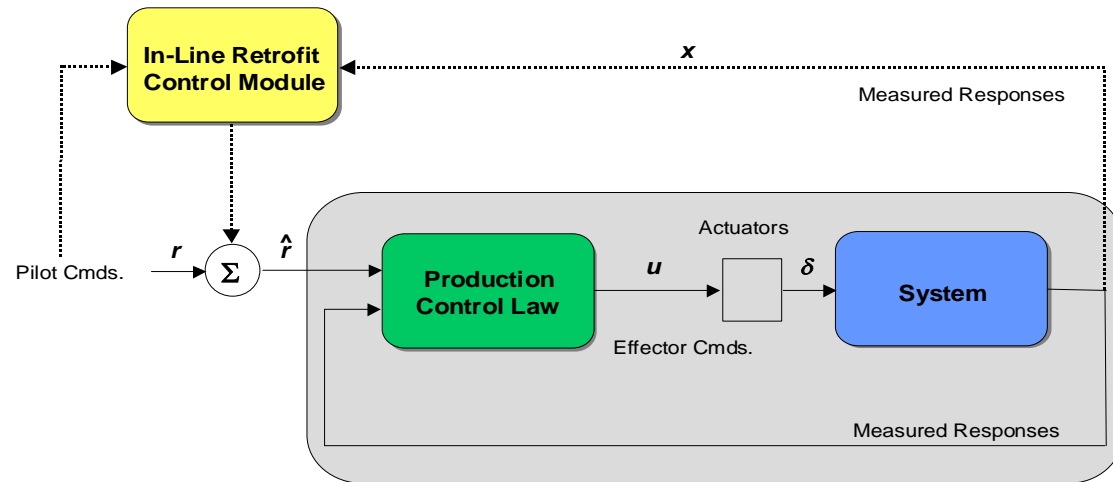 In-Line Retrofit
Control Module
x
Measured Responses
Pilot Cmds.
r
Σ
r̂
Production
Control Law
u
Effector Cmds.
Actuators
δ
System
Measured Responses